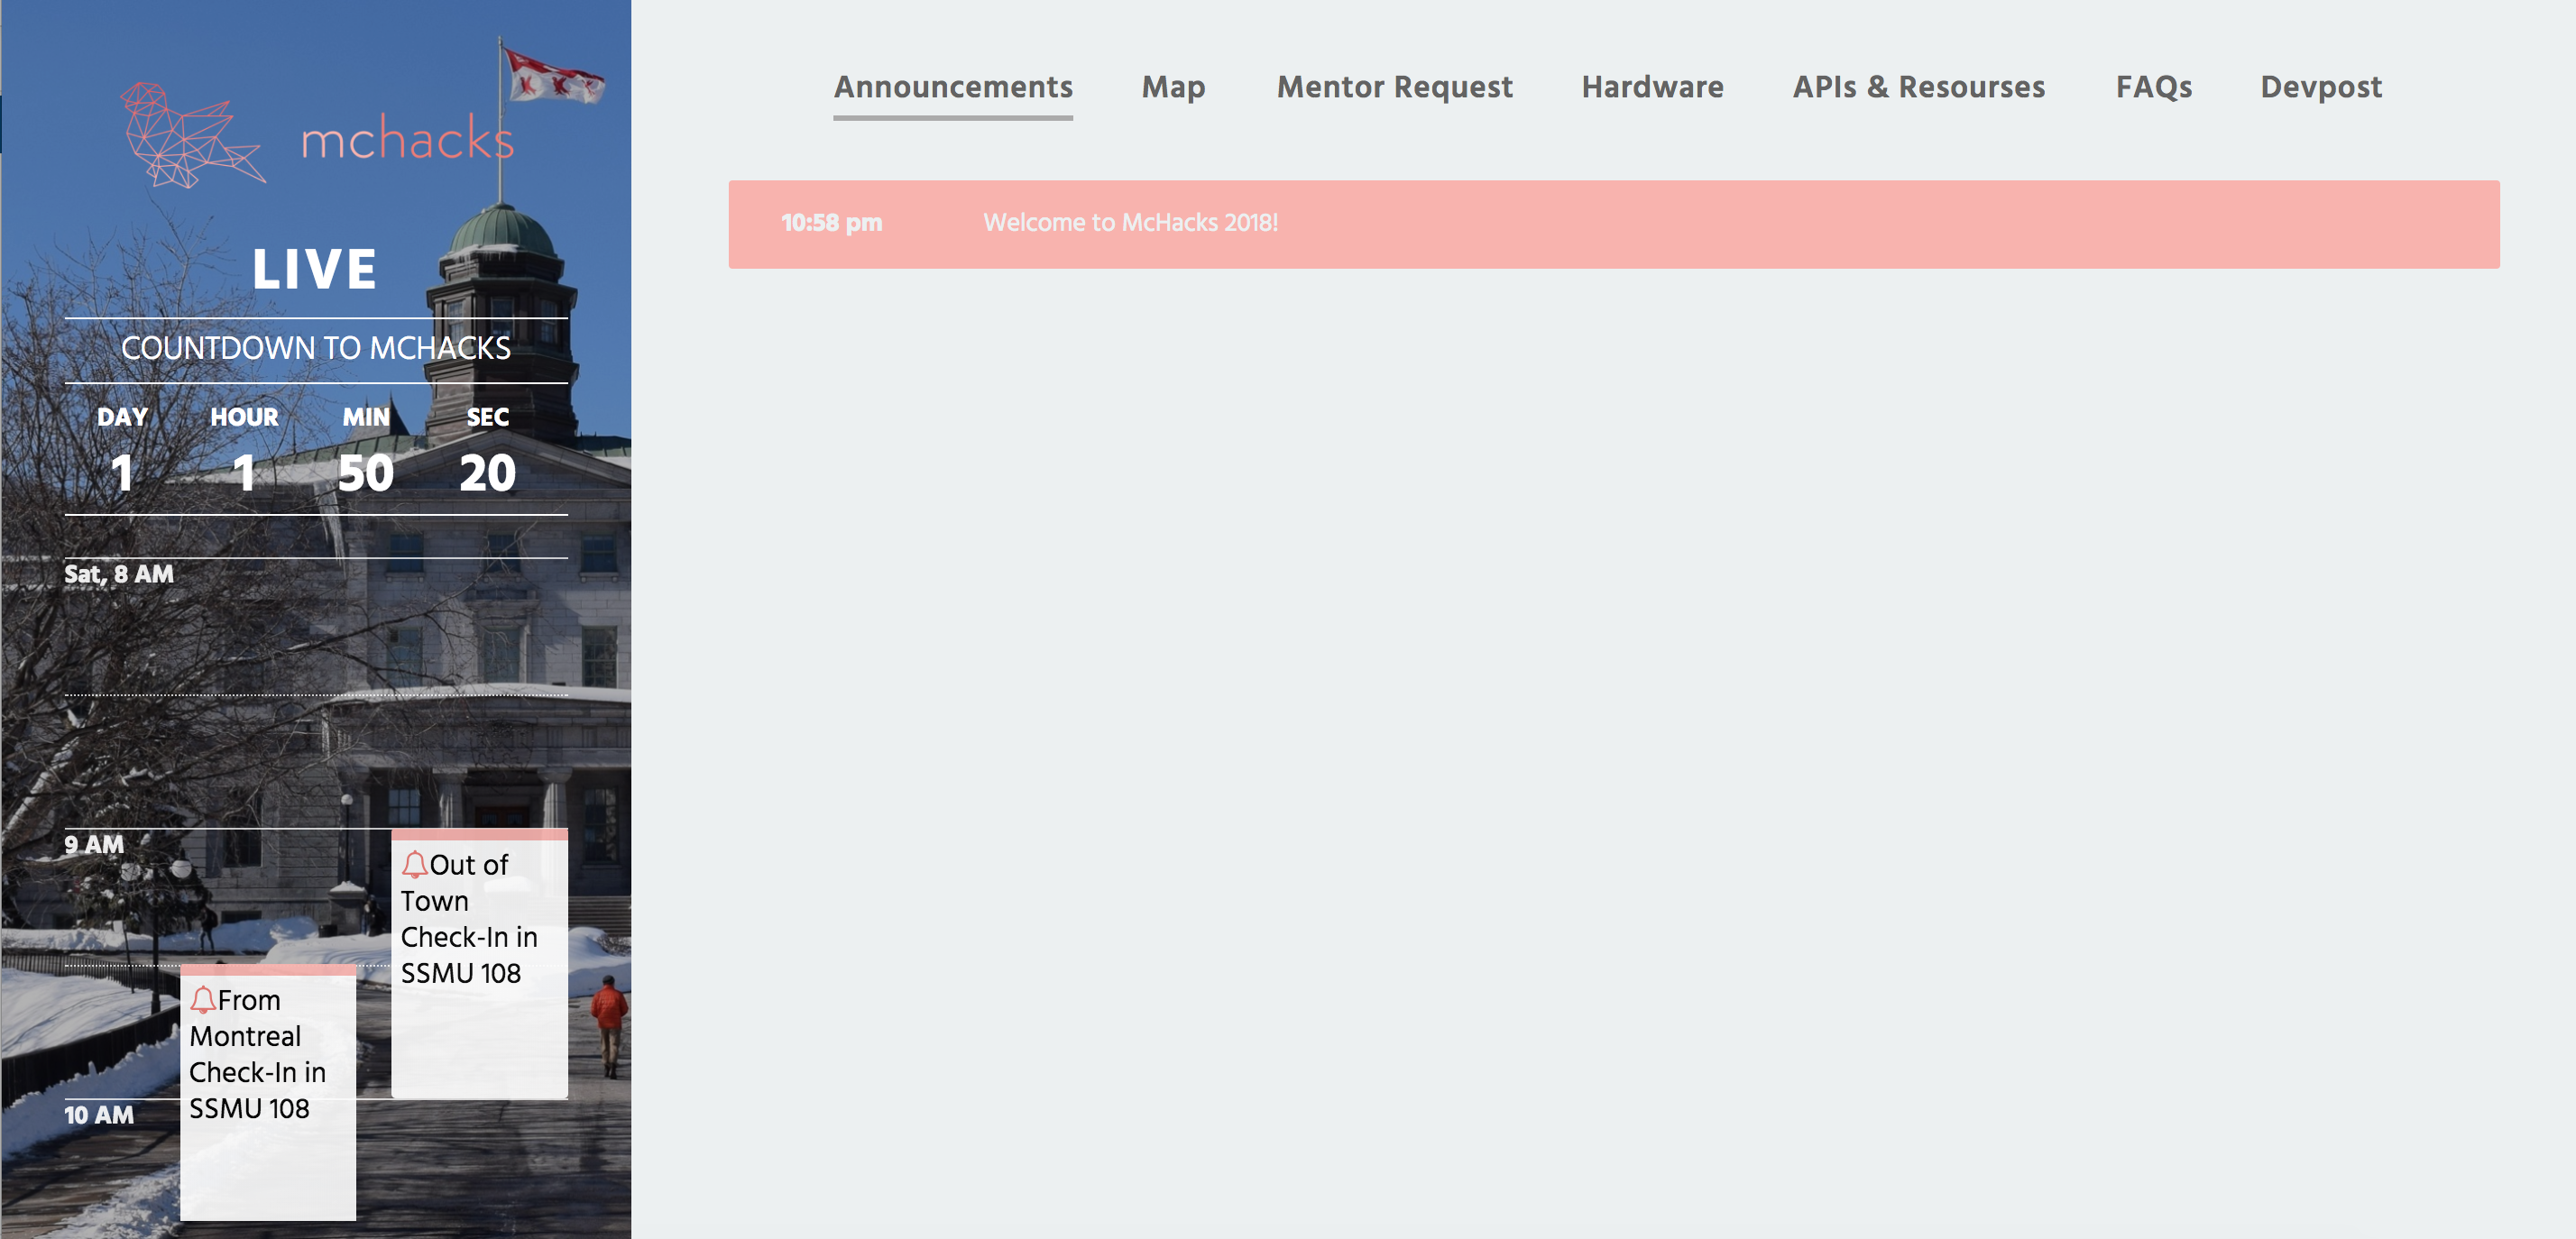 mchacks
LIVE
COUNTDOWN TO MCHACKS
DAY HOUR MIN SEC
1 1 50 20
Sat, 8 AM
9 AM
Out of
Town
Check-In in
SSMU 108
From
Montreal
Check-In in
SSMU 108
10 AM
Announcements Map Mentor Request Hardware APIs & Resourses FAQs Devpost
10:58 pm Welcome to McHacks 2018!